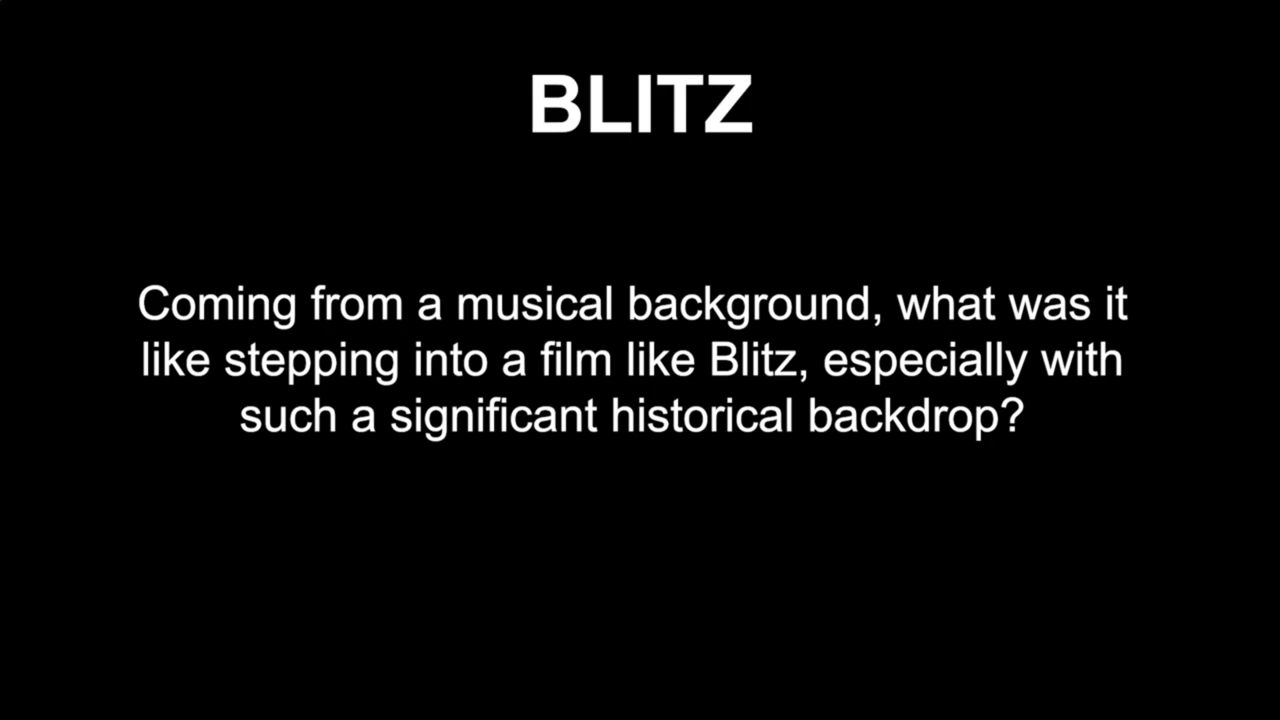 BLITZ
Coming from a musical background, what was it
like stepping into a film like Blitz, especially with
such a significant historical backdrop?